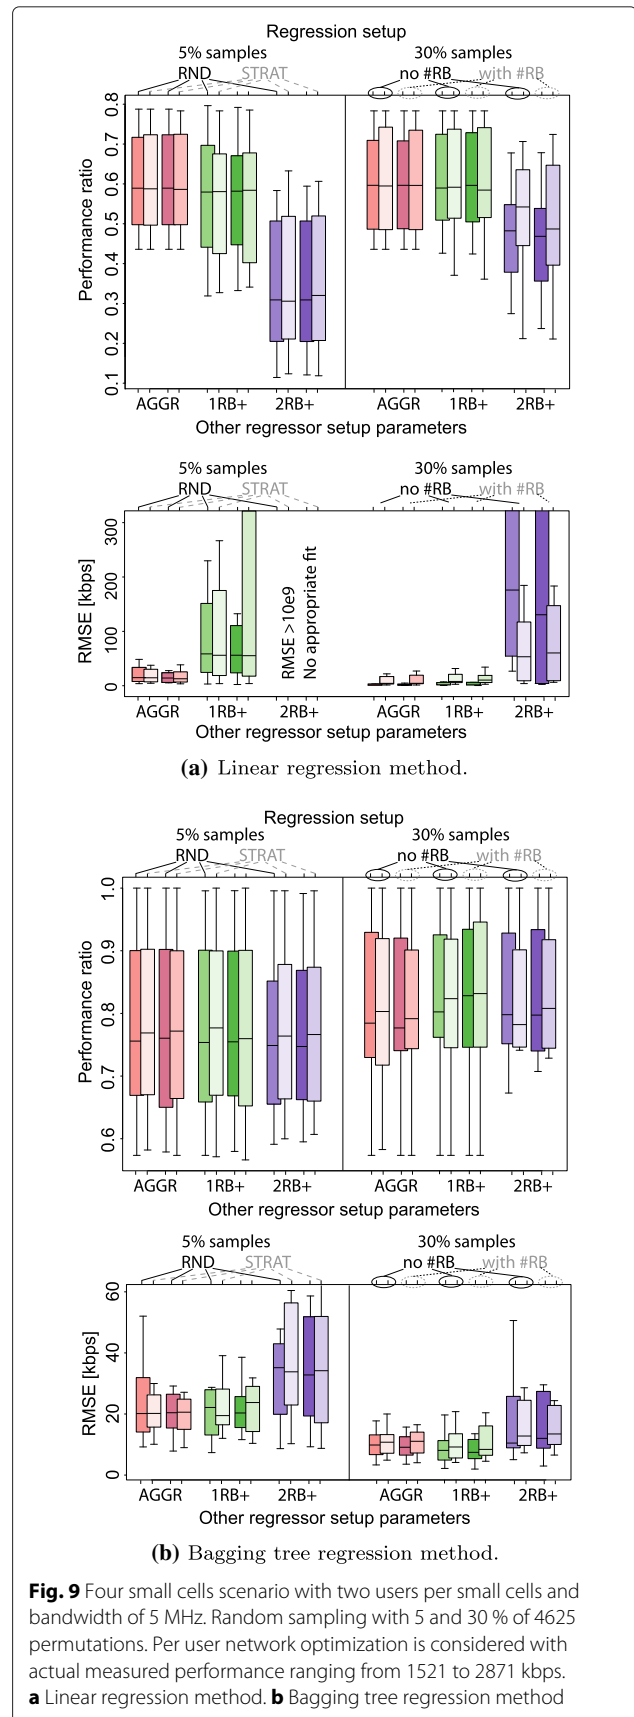 Regression setup
5% samples 30% samples
RND STRAT no #RB with #RB
Performance ratio
0.8
0.7
0.6
0.5
0.4
0.3
0.2
0.1
AGGR 1RB+ 2RB+ AGGR 1RB+ 2RB+
Other regressor setup parameters
5% samples 30% samples
RND STRAT no #RB with #RB
RMSE [kbps]
300
200
100
0
RMSE >10e9
No appropriate fit
AGGR 1RB+ 2RB+ AGGR 1RB+ 2RB+
Other regressor setup parameters
(a) Linear regression method.
Regression setup
5% samples 30% samples
RND STRAT no #RB with #RB
Performance ratio
1.0
0.9
0.8
0.7
0.6
AGGR 1RB+ 2RB+ AGGR 1RB+ 2RB+
Other regressor setup parameters
5% samples 30% samples
RND STRAT no #RB with #RB
RMSE [kbps]
60
40
20
0
AGGR 1RB+ 2RB+ AGGR 1RB+ 2RB+
Other regressor setup parameters
(b) Bagging tree regression method.
Fig. 9 Four small cells scenario with two users per small cells and
bandwidth of 5 MHz. Random sampling with 5 and 30 % of 4625
permutations. Per user network optimization is considered with
actual measured performance ranging from 1521 to 2871 kbps.
a Linear regression method. b Bagging tree regression method